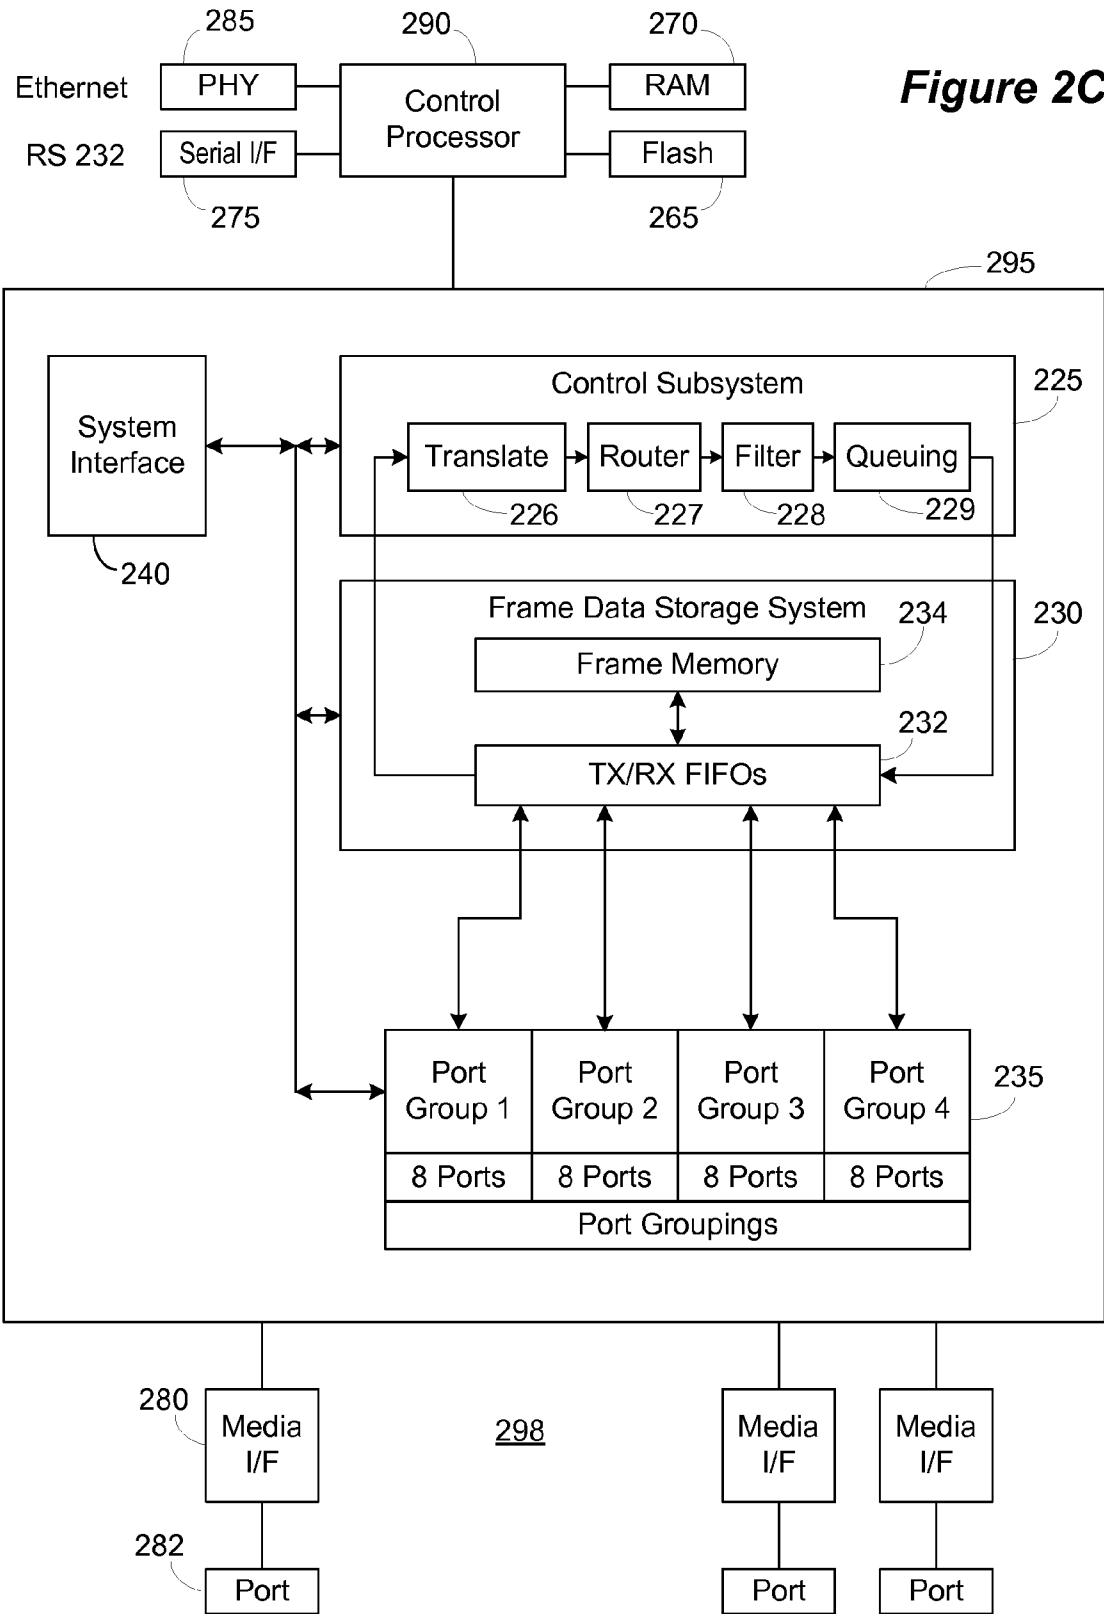 285
290
270
Figure 2C
Ethernet
PHY
Control
Processor
RAM
RS 232
Serial I/F
Flash
275
265
295
System
Interface
240
Control Subsystem
225
Translate
Router
Filter
Queuing
226
227
228
229
Frame Data Storage System
234
230
Frame Memory
232
TX/RX FIFOs
Port
Group 1
Port
Group 2
Port
Group 3
Port
Group 4
235
8 Ports
8 Ports
8 Ports
8 Ports
Port Groupings
280
Media
I/F
298
Media
I/F
Media
I/F
282
Port
Port
Port